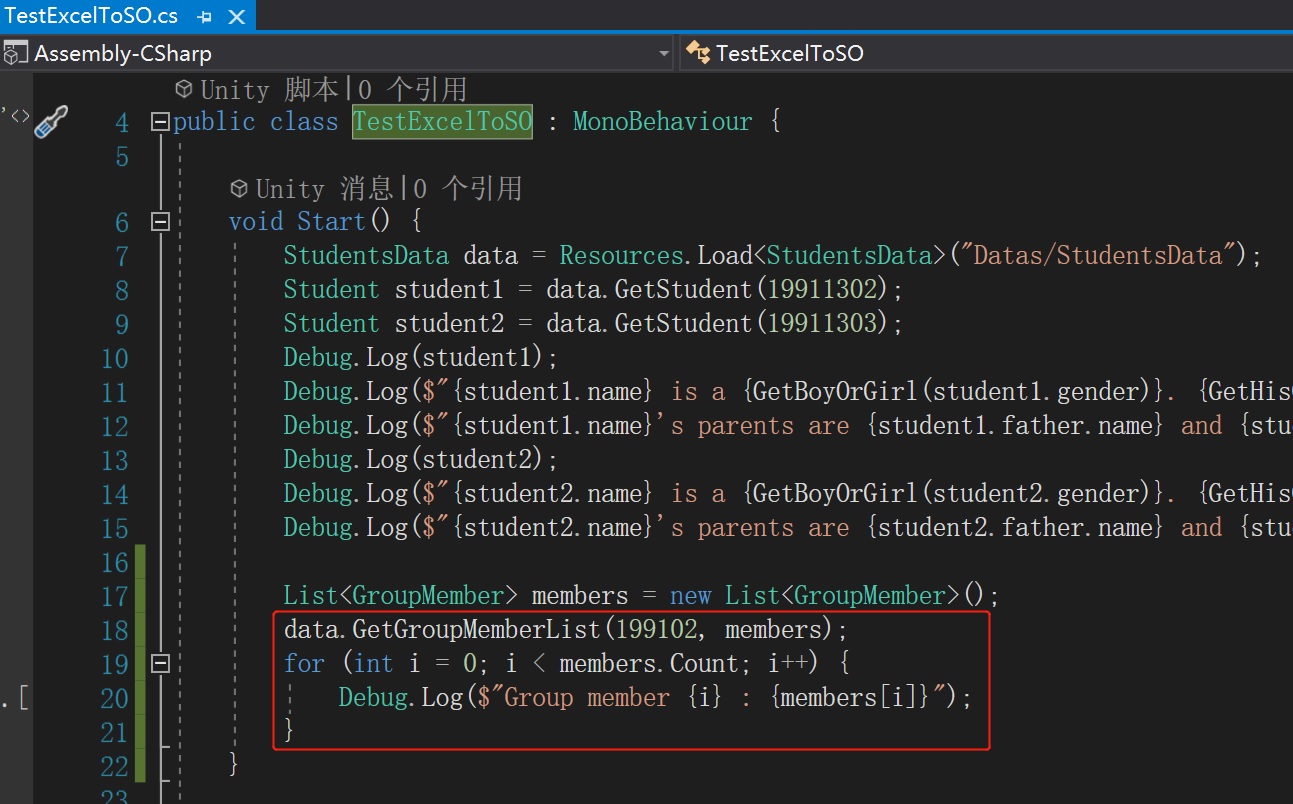 TestExcelToSO.cs
Assembly-CSharp TestExcelToSO
Unity 脚本|0 个引用
4 public class TestExcelToSO : MonoBehaviour {
5
Unity 消息|0 个引用
6 void Start() {
7 StudentsData data = Resources.Load<StudentsData>("Datas/StudentsData");
8 Student student1 = data.GetStudent(19911302);
9 Student student2 = data.GetStudent(19911303);
10 Debug.Log(student1);
11 Debug.Log($"{student1.name} is a {GetBoyOrGirl(student1.gender)}. {GetHis
12 Debug.Log($"{student1.name}'s parents are {student1.father.name} and {stu
13 Debug.Log(student2);
14 Debug.Log($"{student2.name} is a {GetBoyOrGirl(student2.gender)}. {GetHis
15 Debug.Log($"{student2.name}'s parents are {student2.father.name} and {stu
16
17 List<GroupMember> members = new List<GroupMember>();
18 data.GetGroupMemberList(199102, members);
19 for (int i = 0; i < members.Count; i++) {
. [ 20 Debug.Log($"Group member {i} : {members[i]}");
21 }
22 }
23